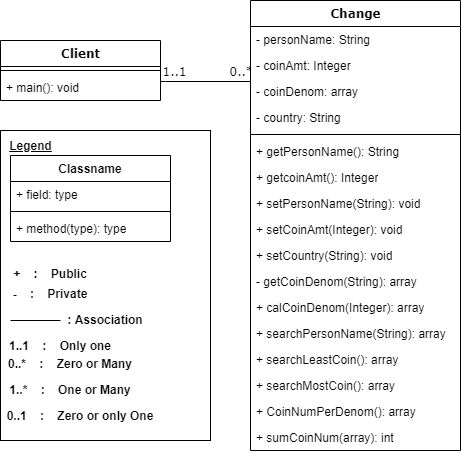 Client
+ main(): void
1..1
0..*
Change
- personName: String
- coinAmt: Integer
- coinDenom: array
- country: String
+ getPersonName(): String
+ getcoinAmt(): Integer
+ setPersonName(String): void
+ setCoinAmt(Integer): void
+ setCountry(String): void
- getCoinDenom(String): array
+ calCoinDenom(Integer): array
+ searchPersonName(String): array
+ searchLeastCoin(): array
+ searchMostCoin(): array
+ CoinNumPerDenom(): array
+ sumCoinNum(array): int
Legend
Classname
+ field: type
+ method(type): type
+ : Public
- : Private
: Association
1..1 : Only one
0..* : Zero or Many
1..* : One or Many
0..1 : Zero or only One